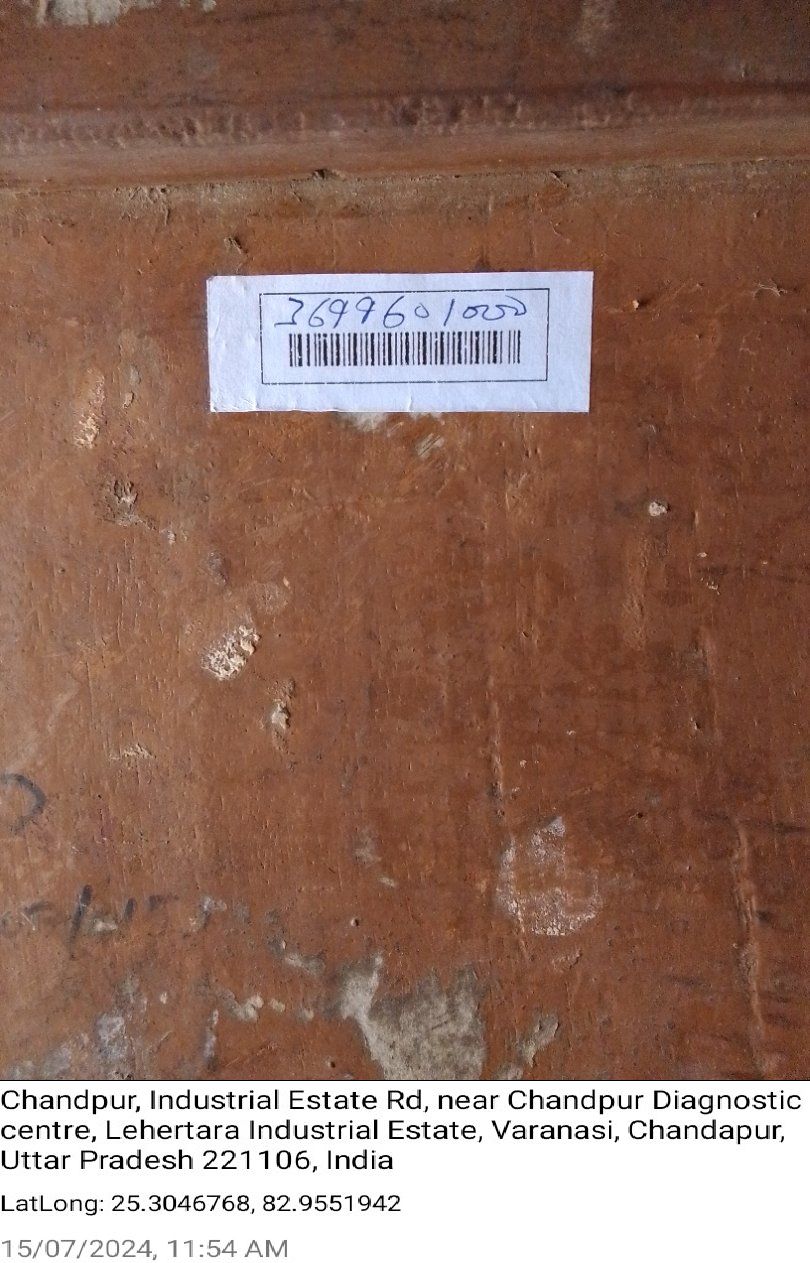 3699601000
Chandpur, Industrial Estate Rd, near Chandpur Diagnostic
centre, Lehertara Industrial Estate, Varanasi, Chandapur,
Uttar Pradesh 221106, India
LatLong: 25.3046768, 82.9551942
15/07/2024, 11:54 AM